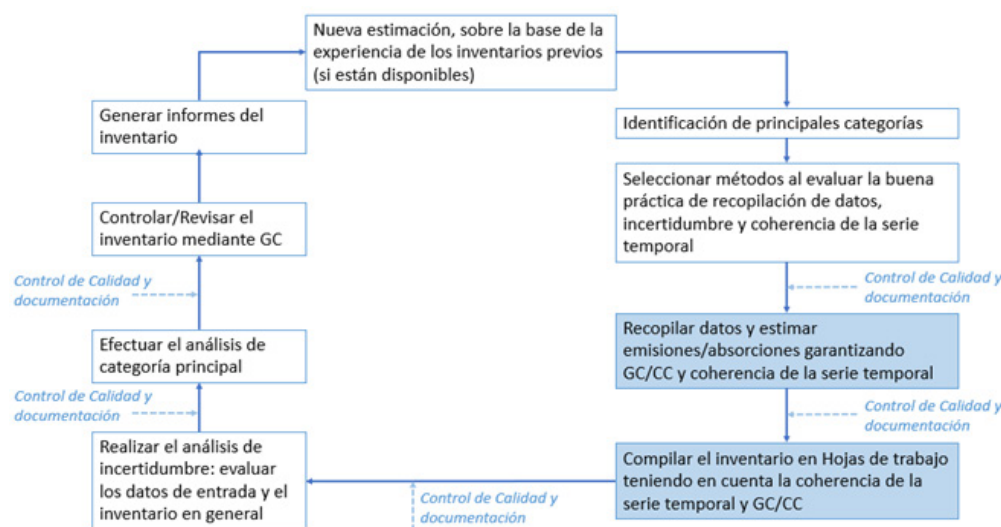 Nueva estimación, sobre la base de la
experiencia de los inventarios previos
(si están disponibles)
Identificación de principales categorías
Seleccionar métodos al evaluar la buena
práctica de recopilación de datos,
incertidumbre y coherencia de la serie
temporal
Control de Calidad y
documentación
Recopilar datos y estimar
emisiones/absorciones garantizando
GC/CC y coherencia de la serie temporal
Control de Calidad y
documentación
Compilar el inventario en Hojas de trabajo
teniendo en cuenta la coherencia de la
serie temporal y GC/CC
Control de Calidad y
documentación
Realizar el análisis de
incertidumbre: evaluar
los datos de entrada y el
inventario en general
Control de Calidad y
documentación
Efectuar el análisis de
categoría principal
Control de Calidad y
documentación
Controlar/Revisar el
inventario mediante GC
Generar informes del
inventario